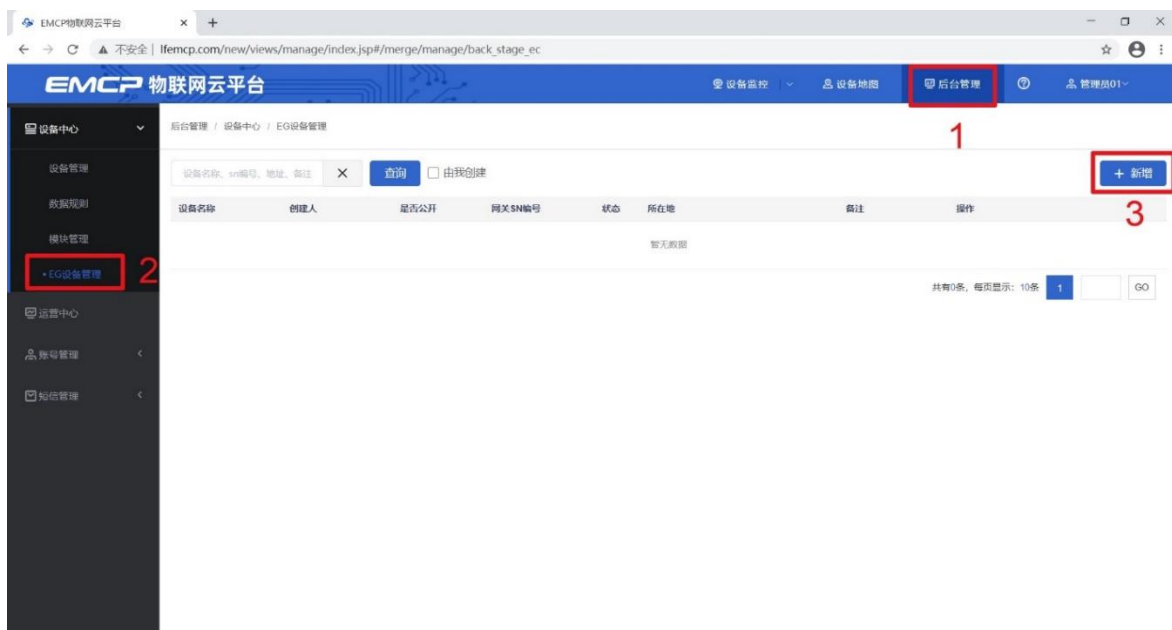 EMCP物联网云平台
不安全 | lfemcp.com/new/views/manage/index.jsp#/merge/manage/back_stage_ec
EMCP 物联网云平台 设备监控 设备地图 后台管理 管理员01
设备中心 后台管理 / 设备中心 / EG设备管理 1
设备管理 设备名称、sn编号、地址、备注 查询 由我创建 + 新增
数据规则 设备名称 创建人 是否公开 网关SN编号 状态 所在地 备注 操作 3
模块管理 暂无数据
•EG设备管理 2
共有0条，每页显示：10条 1 GO
运营中心
账号管理
短信管理